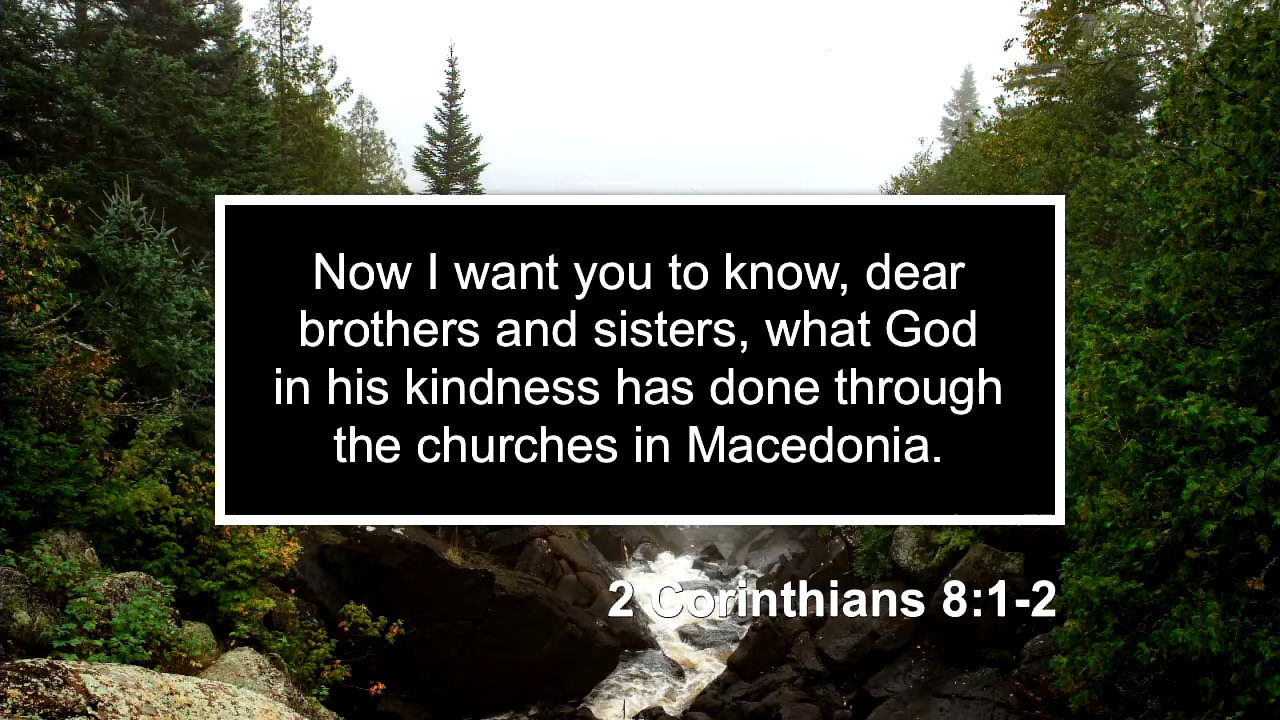 Now I want you to know, dear
brothers and sisters, what God
in his kindness has done through
the churches in Macedonia.
2 Corinthians 8:1-2